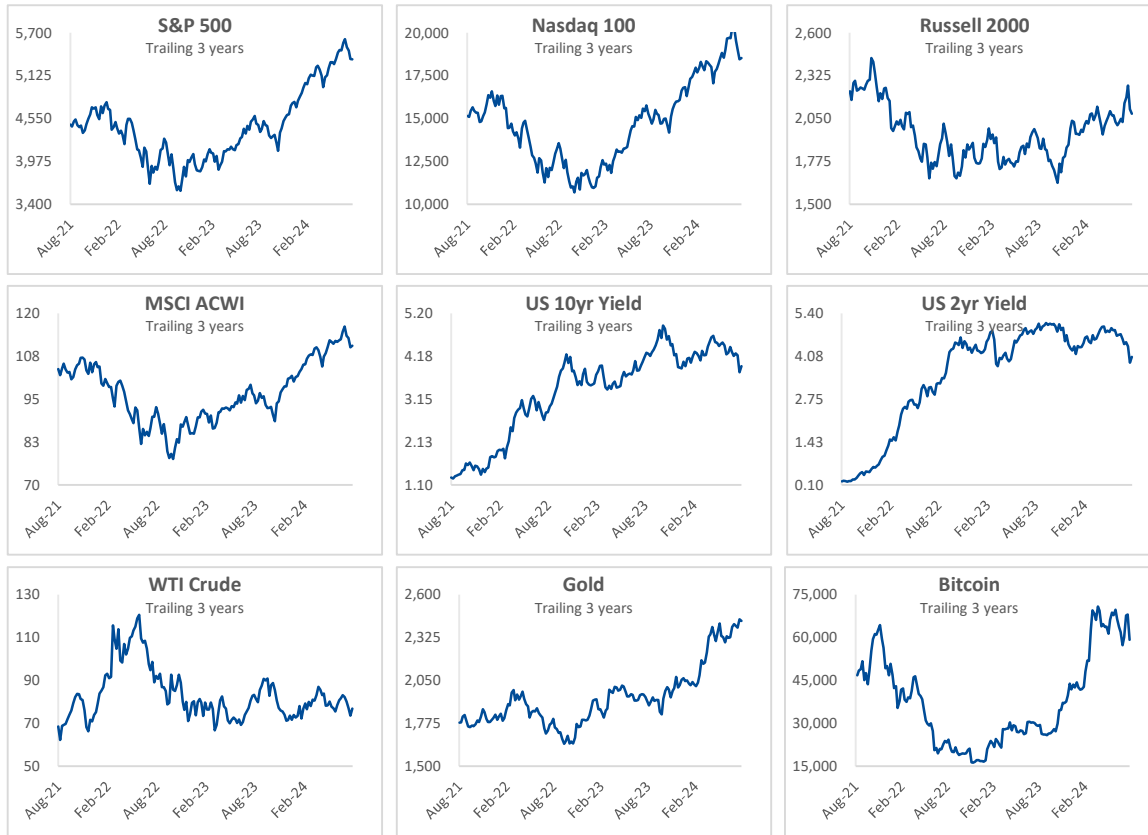 S&P 500
Trailing 3 years
5,700
5,125
4,550
3,975
3,400
Aug-21
Feb-22
Aug-22
Feb-23
Aug-23
Feb-24
Nasdaq 100
Trailing 3 years
20,000
17,500
15,000
12,500
10,000
Aug-21
Feb-22
Aug-22
Feb-23
Aug-23
Feb-24
Russell 2000
Trailing 3 years
2,600
2,325
2,050
1,775
1,500
Aug-21
Feb-22
Aug-22
Feb-23
Aug-23
Feb-24
MSCI ACWI
Trailing 3 years
120
108
95
83
70
Aug-21
Feb-22
Aug-22
Feb-23
Aug-23
Feb-24
US 10yr Yield
Trailing 3 years
5.20
4.18
3.15
2.13
1.10
Aug-21
Feb-22
Aug-22
Feb-23
Aug-23
Feb-24
US 2yr Yield
Trailing 3 years
5.40
4.08
2.75
1.43
0.10
Aug-21
Feb-22
Aug-22
Feb-23
Aug-23
Feb-24
WTI Crude
Trailing 3 years
130
110
90
70
50
Aug-21
Feb-22
Aug-22
Feb-23
Aug-23
Feb-24
Gold
Trailing 3 years
2,600
2,325
2,050
1,775
1,500
Aug-21
Feb-22
Aug-22
Feb-23
Aug-23
Feb-24
Bitcoin
Trailing 3 years
75,000
60,000
45,000
30,000
15,000
Aug-21
Feb-22
Aug-22
Feb-23
Aug-23
Feb-24